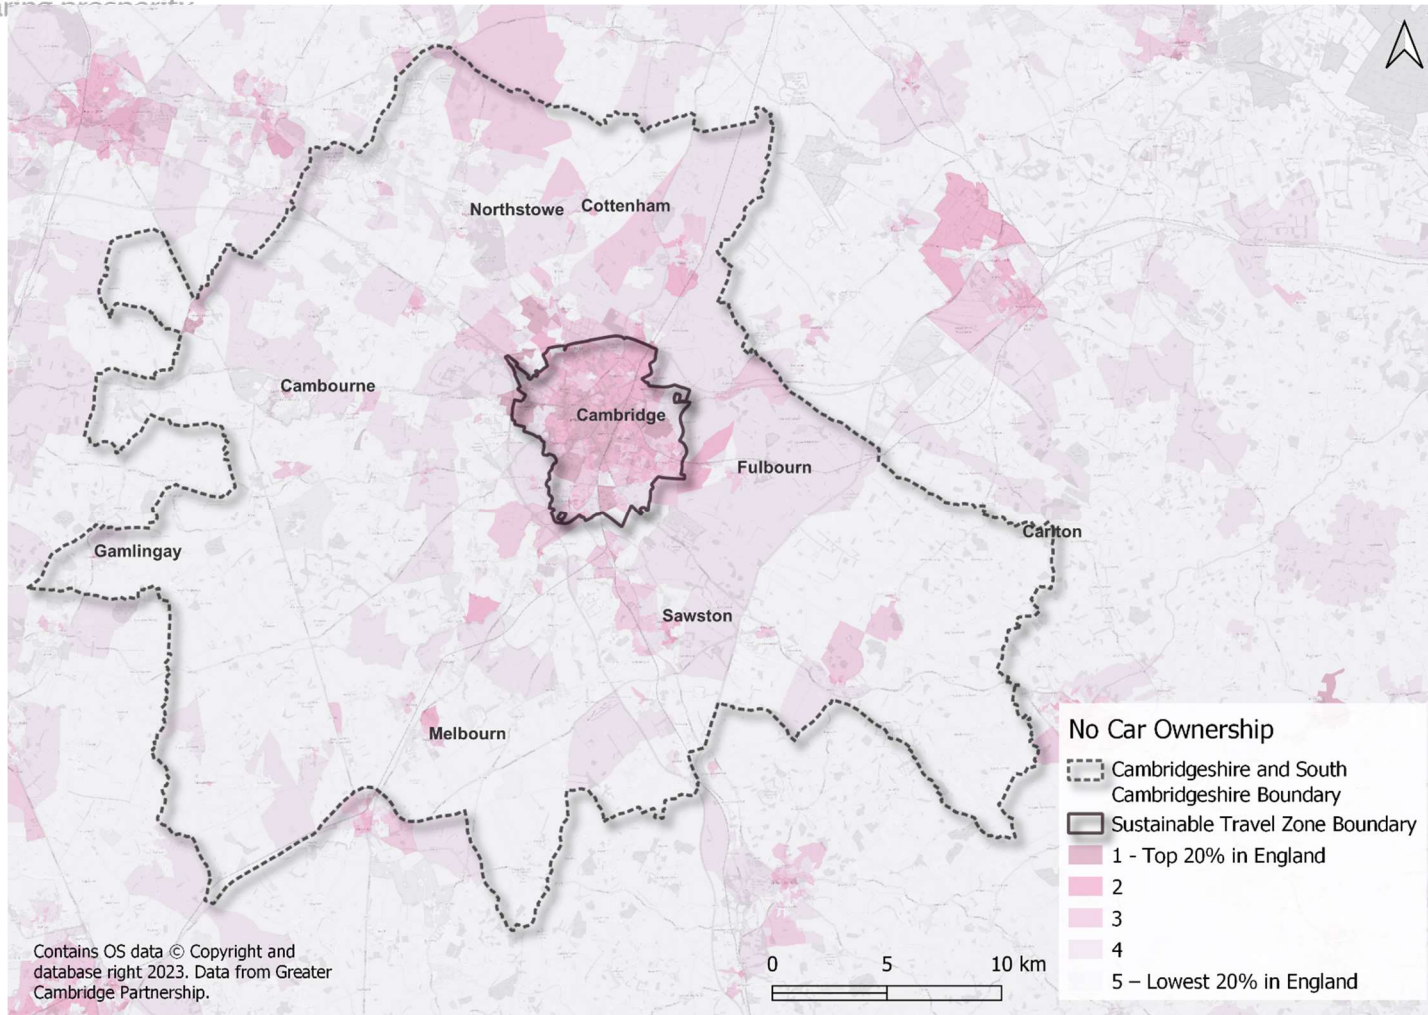 Northstowe
Cottenham
Cambourne
Cambridge
Fulbourn
Carlton
Gamlingay
Sawston
Melbourn
No Car Ownership
Cambridgeshire and South
Cambridgeshire Boundary
Sustainable Travel Zone Boundary
1 - Top 20% in England
2
3
4
5 – Lowest 20% in England
Contains OS data © Copyright and
database right 2023. Data from Greater
Cambridge Partnership.
0 5 10 km